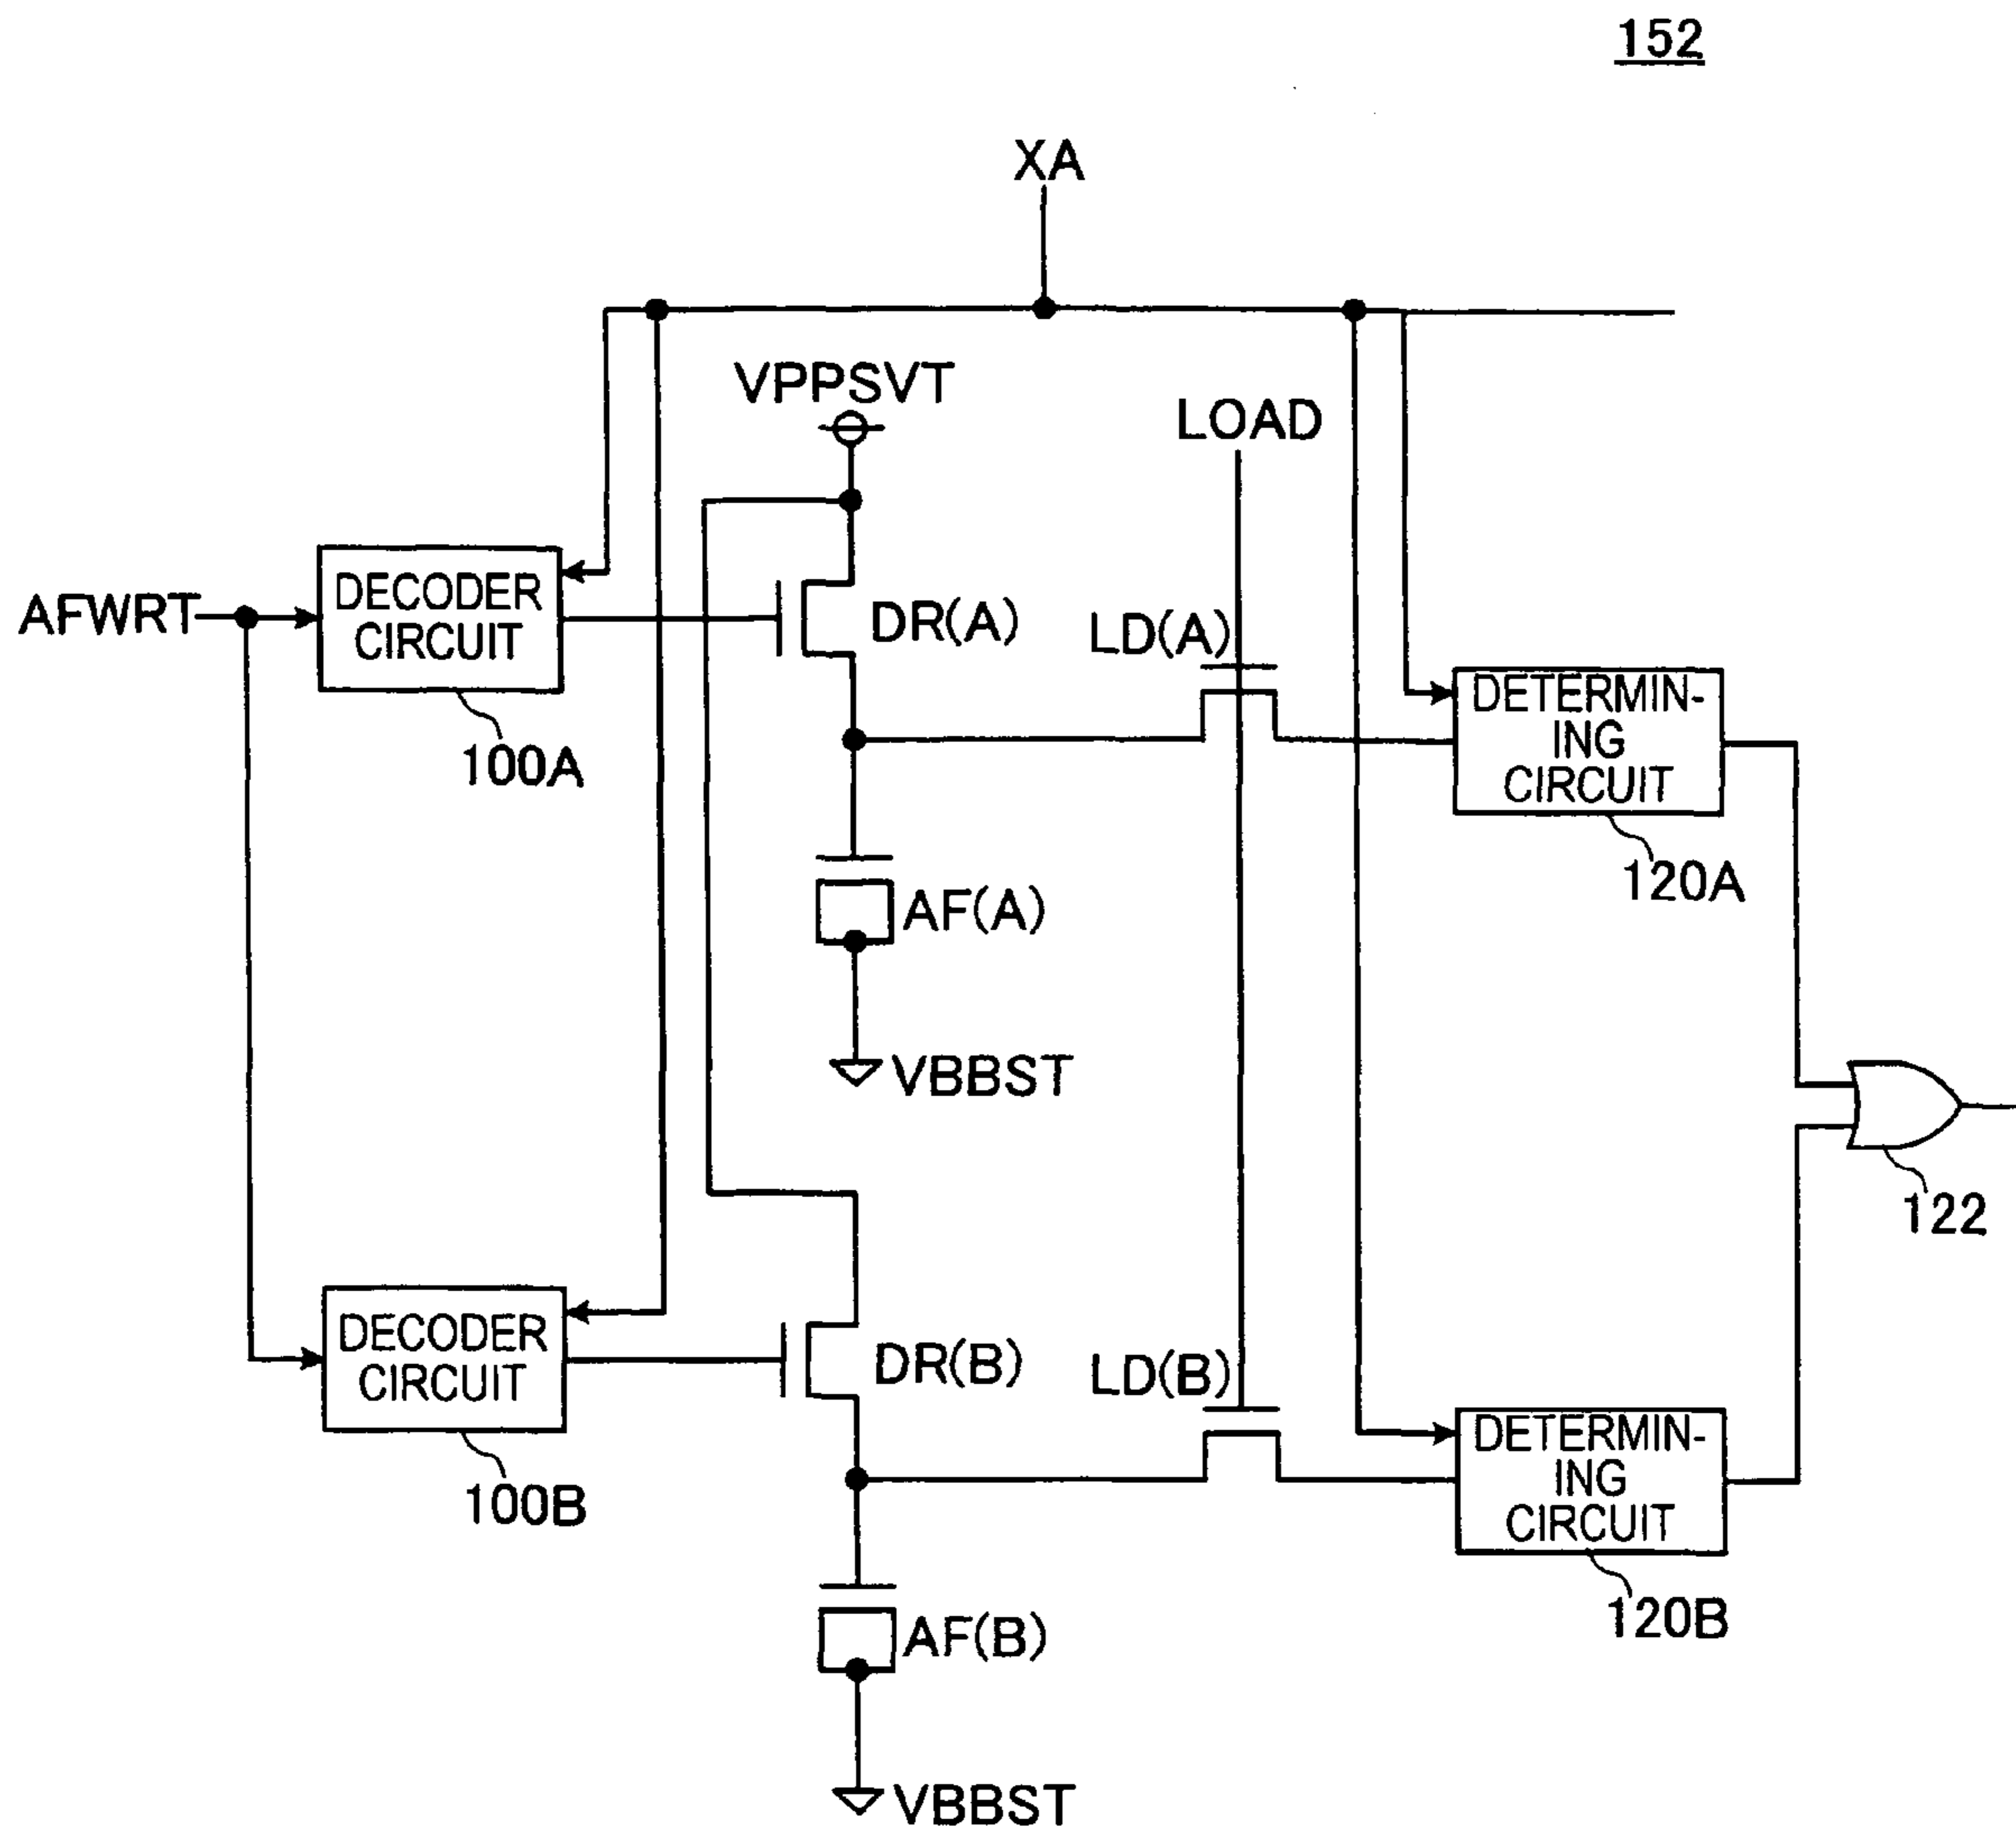 152
XA
VPPSVT
LOAD
AFWRT
DECODER
CIRCUIT
100A
DR(A)
LD(A)
DETERMIN-
ING
CIRCUIT
120A
AF(A)
VBBST
122
DECODER
CIRCUIT
100B
DR(B)
LD(B)
DETERMIN-
ING
CIRCUIT
120B
AF(B)
VBBST